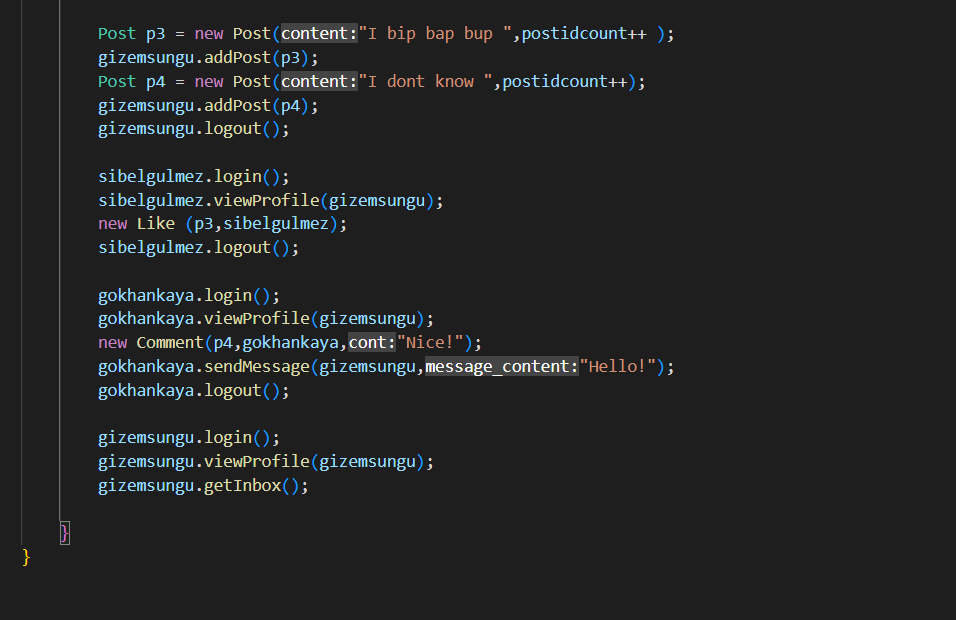 Post p3 = new Post(content:"I bip bap bup ",postidcount++ );
gizemsungu.addPost(p3);
Post p4 = new Post(content:"I dont know ",postidcount++);
gizemsungu.addPost(p4);
gizemsungu.logout();
sibelgulmez.login();
sibelgulmez.viewProfile(gizemsungu);
new Like (p3,sibelgulmez);
sibelgulmez.logout();
gokhankaya.login();
gokhankaya.viewProfile(gizemsungu);
new Comment(p4,gokhankaya,cont:"Nice!");
gokhankaya.sendMessage(gizemsungu,message_content:"Hello!");
gokhankaya.logout();
gizemsungu.login();
gizemsungu.viewProfile(gizemsungu);
gizemsungu.getInbox();
}
}